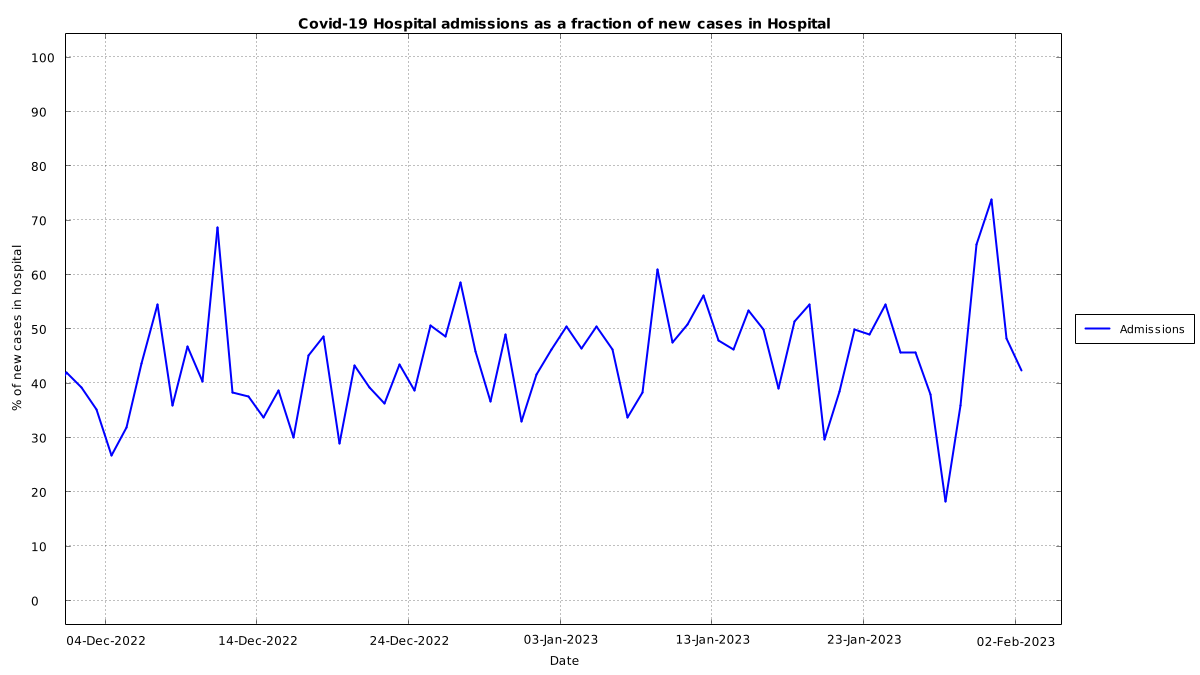 Covid-19 Hospital admissions as a fraction of new cases in Hospital
% of new cases in hospital
100
90
80
70
60
50
40
30
20
10
0
04-Dec-2022
14-Dec-2022
24-Dec-2022
03-Jan-2023
13-Jan-2023
23-Jan-2023
02-Feb-2023
Date
Admissions